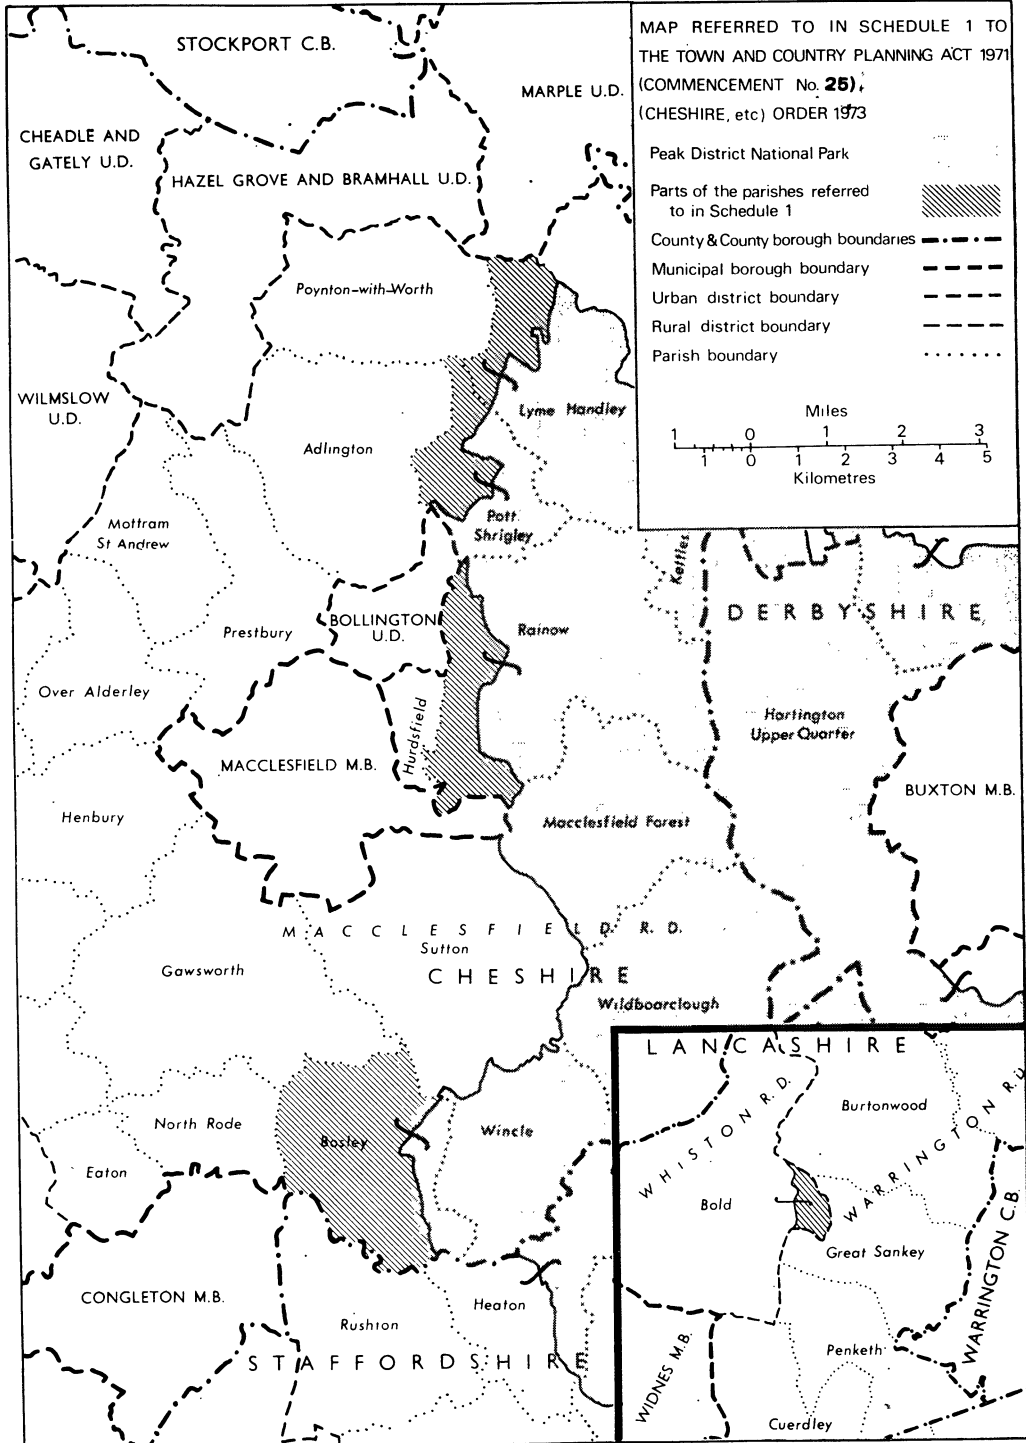 MAP REFERRED TO IN SCHEDULE 1 TO
THE TOWN AND COUNTRY PLANNING ACT 1971
(COMMENCEMENT No. 25)
(CHESHIRE, etc) ORDER 1973
Peak District National Park
Parts of the parishes referred
to in Schedule 1
County & County borough boundaries
Municipal borough boundary
Urban district boundary
Rural district boundary
Parish boundary
Miles
1 0 1 2 3
1 0 1 2 3 4 5
Kilometres
STOCKPORT C.B.
MARPLE U.D.
CHEADLE AND
GATELY U.D.
HAZEL GROVE AND BRAMHALL U.D.
Poynton-with-Worth
WILMSLOW
U.D.
Lyme Handley
Adlington
Mottram
St Andrew
Pott
Shrigley
Kettles
DERBYSHIRE
BOLLINGTON
U.D.
Prestbury
Rainow
Over Alderley
Hurdsfield
Hartington
Upper Quarter
MACCLESFIELD M.B.
BUXTON M.B.
Henbury
Macclesfield Forest
MACCLESFIELD R.D.
Sutton
Gawsworth
CHESHIRE
Wildboarclough
North Rode
Bosley
Wincle
Eaton
CONGLETON M.B.
Rushton
Heaton
STAFFORDSHIRE
LANCASHIRE
WHISTON R.D.
Burtonwood
WARRINGTON R.D.
Bold
Great Sankey
WARRINGTON C.B.
Penketh
WIDNES M.B.
Cuerdley